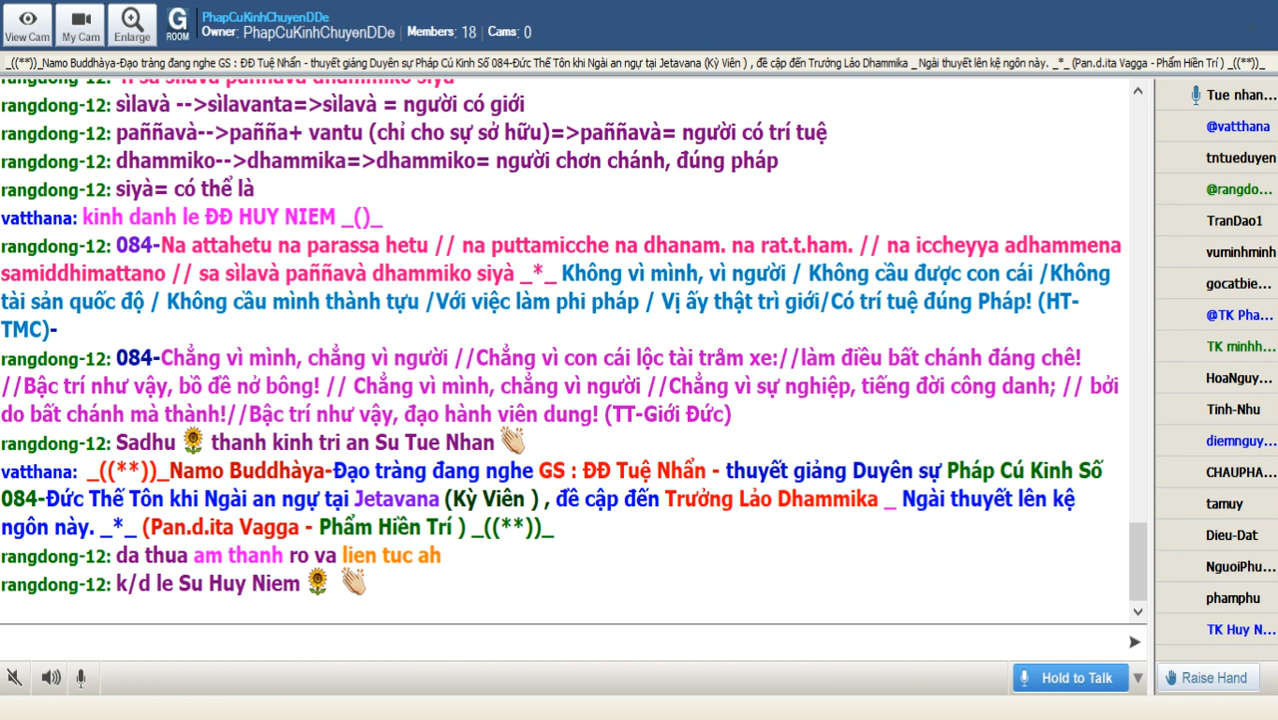 View Cam
My Cam
Enlarge
G
ROOM
PhapCuKinhChuyenDDe
Owner: PhapCuKinhChuyenDDe Members: 18 Cams: 0
_((**))_Namo Buddhàya-Đạo tràng đang nghe GS : ĐĐ Tuệ Nhẩn - thuyết giảng Duyên sự Pháp Cú Kinh Số 084-Đức Thế Tôn khi Ngài an ngự tại Jetavana (Kỳ Viên ) , đề cập đến Trưởng Lảo Dhammika _ Ngài thuyết lên kệ ngôn này. _*_ (Pan.d.ita Vagga - Phẩm Hiền Trí ) _((**))_
rangdong-12: sìlavà -->sìlavanta=>sìlavà = người có giới
rangdong-12: paññavà-->pañña+ vantu (chỉ cho sự sở hữu)=>paññavà= người có trí tuệ
rangdong-12: dhammiko-->dhammika=>dhammiko= người chơn chánh, đúng pháp
rangdong-12: siyà= có thể là
vatthana: kinh danh le ĐĐ HUY NIEM _()_
rangdong-12: 084-Na attahetu na parassa hetu // na puttamicche na dhanam. na rat.t.ham. // na iccheyya adhammena
samiddhimattano // sa sìlavà paññavà dhammiko siyà _*_ Không vì mình, vì người / Không cầu được con cái /Không
tài sản quốc độ / Không cầu mình thành tựu /Với việc làm phi pháp / Vị ấy thật trì giới/Có trí tuệ đúng Pháp! (HT-
TMC)-
rangdong-12: 084-Chẳng vì mình, chẳng vì người //Chẳng vì con cái lộc tài trâm xe://làm điều bất chánh đáng chê!
//Bậc trí như vậy, bồ đề nở bông! // Chẳng vì mình, chẳng vì người //Chẳng vì sự nghiệp, tiếng đời công danh; // bởi
do bất chánh mà thành!//Bậc trí như vậy, đạo hành viên dung! (TT-Giới Đức)
rangdong-12: Sadhu thanh kinh tri an Su Tue Nhan
vatthana: _((**))_Namo Buddhàya-Đạo tràng đang nghe GS : ĐĐ Tuệ Nhẩn - thuyết giảng Duyên sự Pháp Cú Kinh Số
084-Đức Thế Tôn khi Ngài an ngự tại Jetavana (Kỳ Viên ) , đề cập đến Trưởng Lảo Dhammika _ Ngài thuyết lên kệ
ngôn này. _*_ (Pan.d.ita Vagga - Phẩm Hiền Trí ) _((**))_
rangdong-12: da thua am thanh ro va lien tuc ah
rangdong-12: k/d le Su Huy Niem
Tue nhan...
@vatthana
tntueduyen
@rangdo...
TranDao1
vuminhminh
gocatbie...
@TK Pha...
TK minhh...
HoaNguy...
Tinh-Nhu
diemnguy...
CHAUPHA...
tamuy
Dieu-Dat
NguoiPhu...
phamphu
TK Huy N...
Hold to Talk
Raise Hand